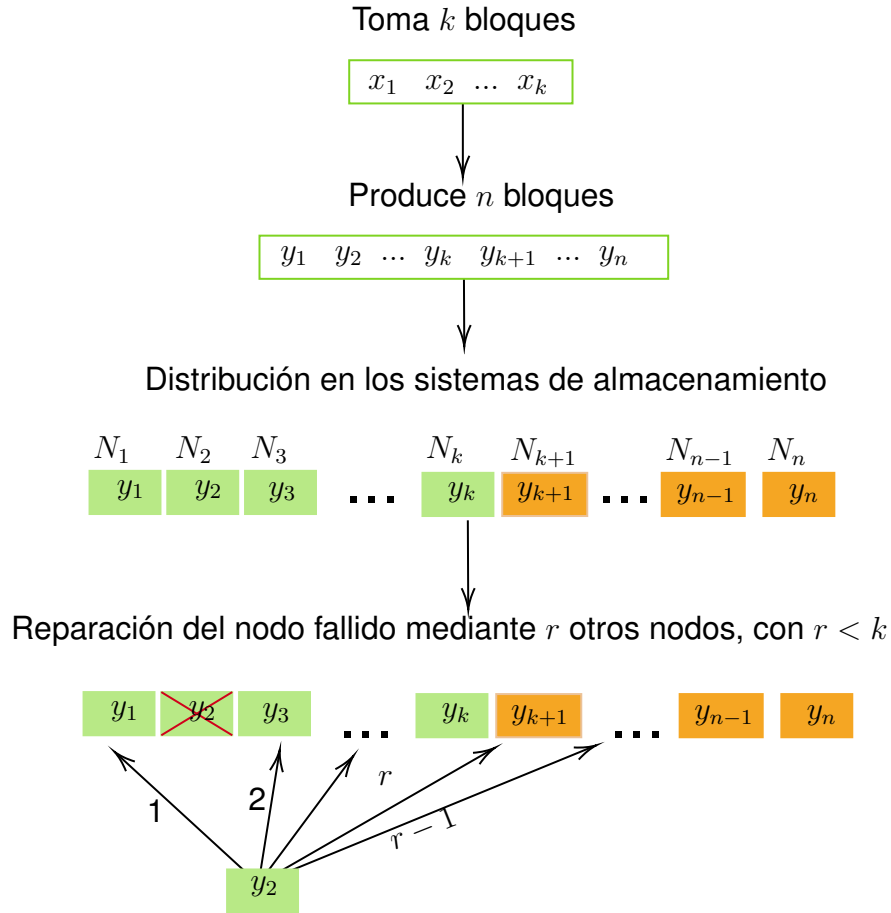 Toma k bloques
x₁ x₂ ... xₖ
Produce n bloques
y₁ y₂ ... yₖ yₖ₊₁ ... yₙ
Distribución en los sistemas de almacenamiento
N₁ N₂ N₃ Nₖ Nₖ₊₁ Nₙ₋₁ Nₙ
y₁ y₂ y₃ ... yₖ yₖ₊₁ ... yₙ₋₁ yₙ
Reparación del nodo fallido mediante r otros nodos, con r < k
y₁ y₂ y₃ ... yₖ yₖ₊₁ ... yₙ₋₁ yₙ
1 2 r
r − 1
y₂